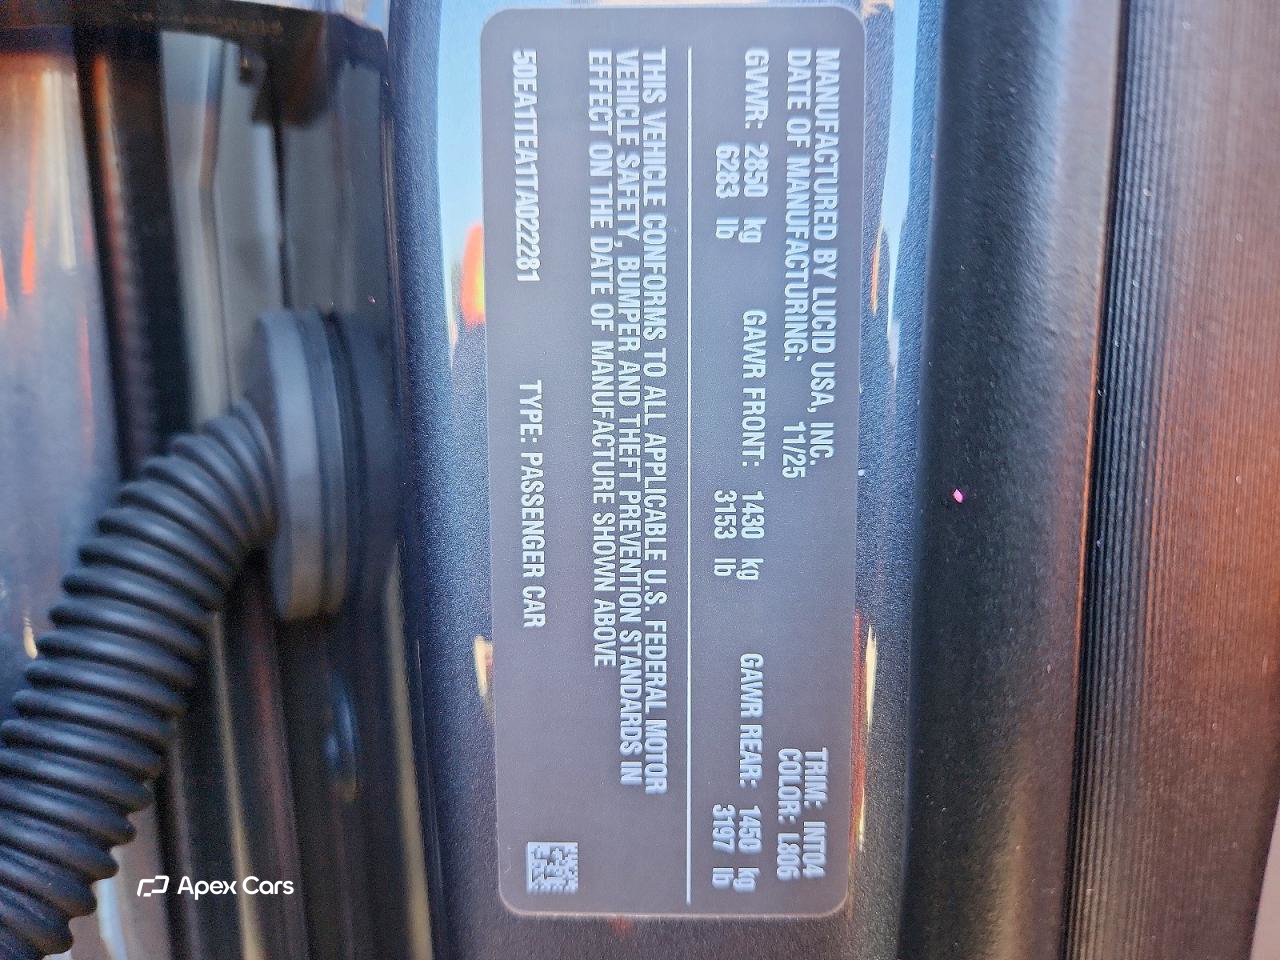 MANUFACTURED BY LUCID USA, INC.
DATE OF MANUFACTURING: 11/25
TRIM: INT04
COLOR: L806
GVWR: 2850 kg GAWR FRONT: 1430 kg GAWR REAR: 1450 kg
6283 lb 3153 lb 3197 lb
THIS VEHICLE CONFORMS TO ALL APPLICABLE U.S. FEDERAL MOTOR
VEHICLE SAFETY, BUMPER AND THEFT PREVENTION STANDARDS IN
EFFECT ON THE DATE OF MANUFACTURE SHOWN ABOVE
50EA1TEA1TA022281 TYPE: PASSENGER CAR
Apex Cars